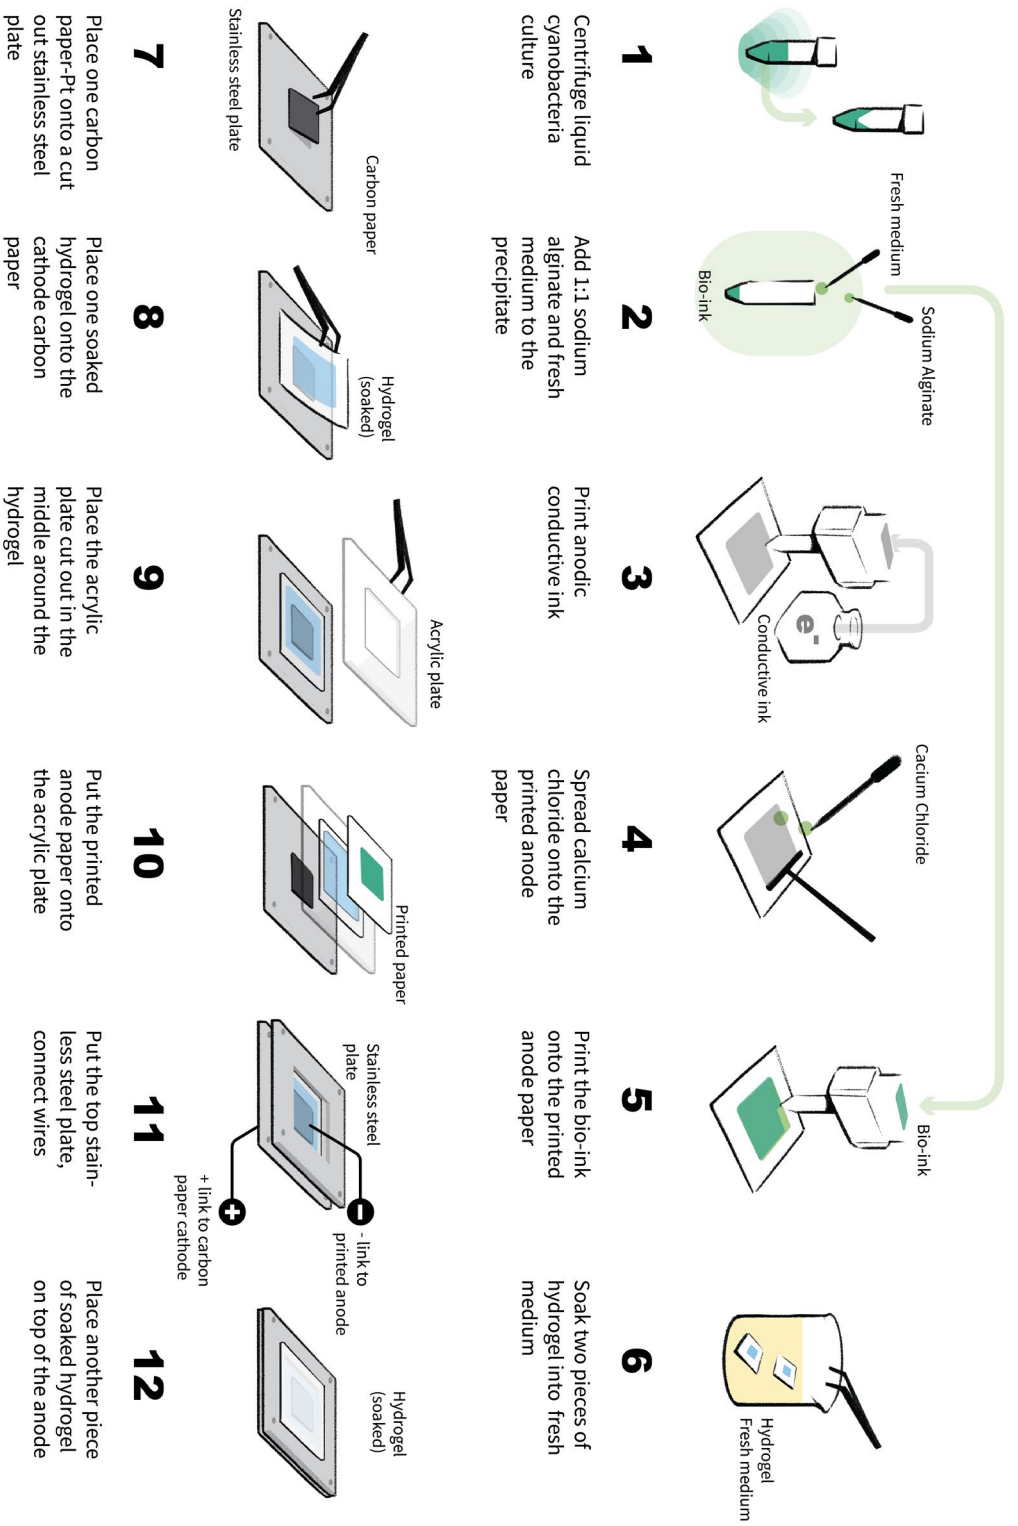 Fresh medium
Sodium Alginate
Bio-ink
e-
Conductive ink
Cacium Chloride
Bio-ink
Hydrogel
Fresh medium
1
Centrifuge liquid
cyanobacteria
culture
2
Add 1:1 sodium
alginate and fresh
medium to the
precipitate
3
Print anodic
conductive ink
4
Spread calcium
chloride onto the
printed anode
paper
5
Print the bio-ink
onto the printed
anode paper
6
Soak two pieces of
hydrogel into fresh
medium
Carbon paper
Stainless steel plate
Hydrogel
(soaked)
Acrylic plate
Printed paper
Stainless steel
plate
- link to
printed anode
+ link to carbon
paper cathode
Hydrogel
(soaked)
7
Place one carbon
paper-Pt onto a cut
out stainless steel
plate
8
Place one soaked
hydrogel onto the
cathode carbon
paper
9
Place the acrylic
plate cut out in the
middle around the
hydrogel
10
Put the printed
anode paper onto
the acrylic plate
11
Put the top stain-
less steel plate,
connect wires
12
Place another piece
of soaked hydrogel
on top of the anode